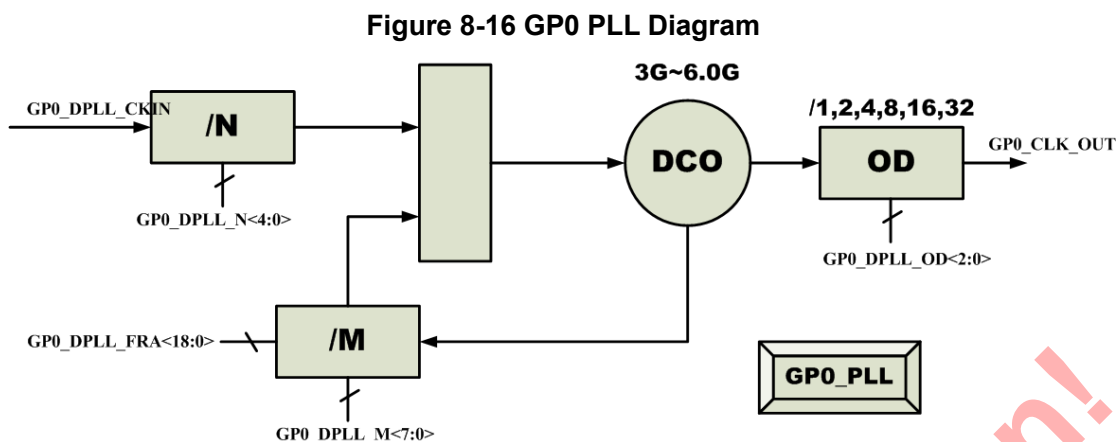 Figure 8-16 GP0 PLL Diagram
3G~6.0G
GP0_DPLL_CKIN
/N
/1,2,4,8,16,32
DCO
OD
GP0_CLK_OUT
GP0_DPLL_N<4:0>
GP0_DPLL_OD<2:0>
GP0_DPLL_FRA<18:0>
/M
GP0_PLL
GP0_DPLL_M<7:0>
n!